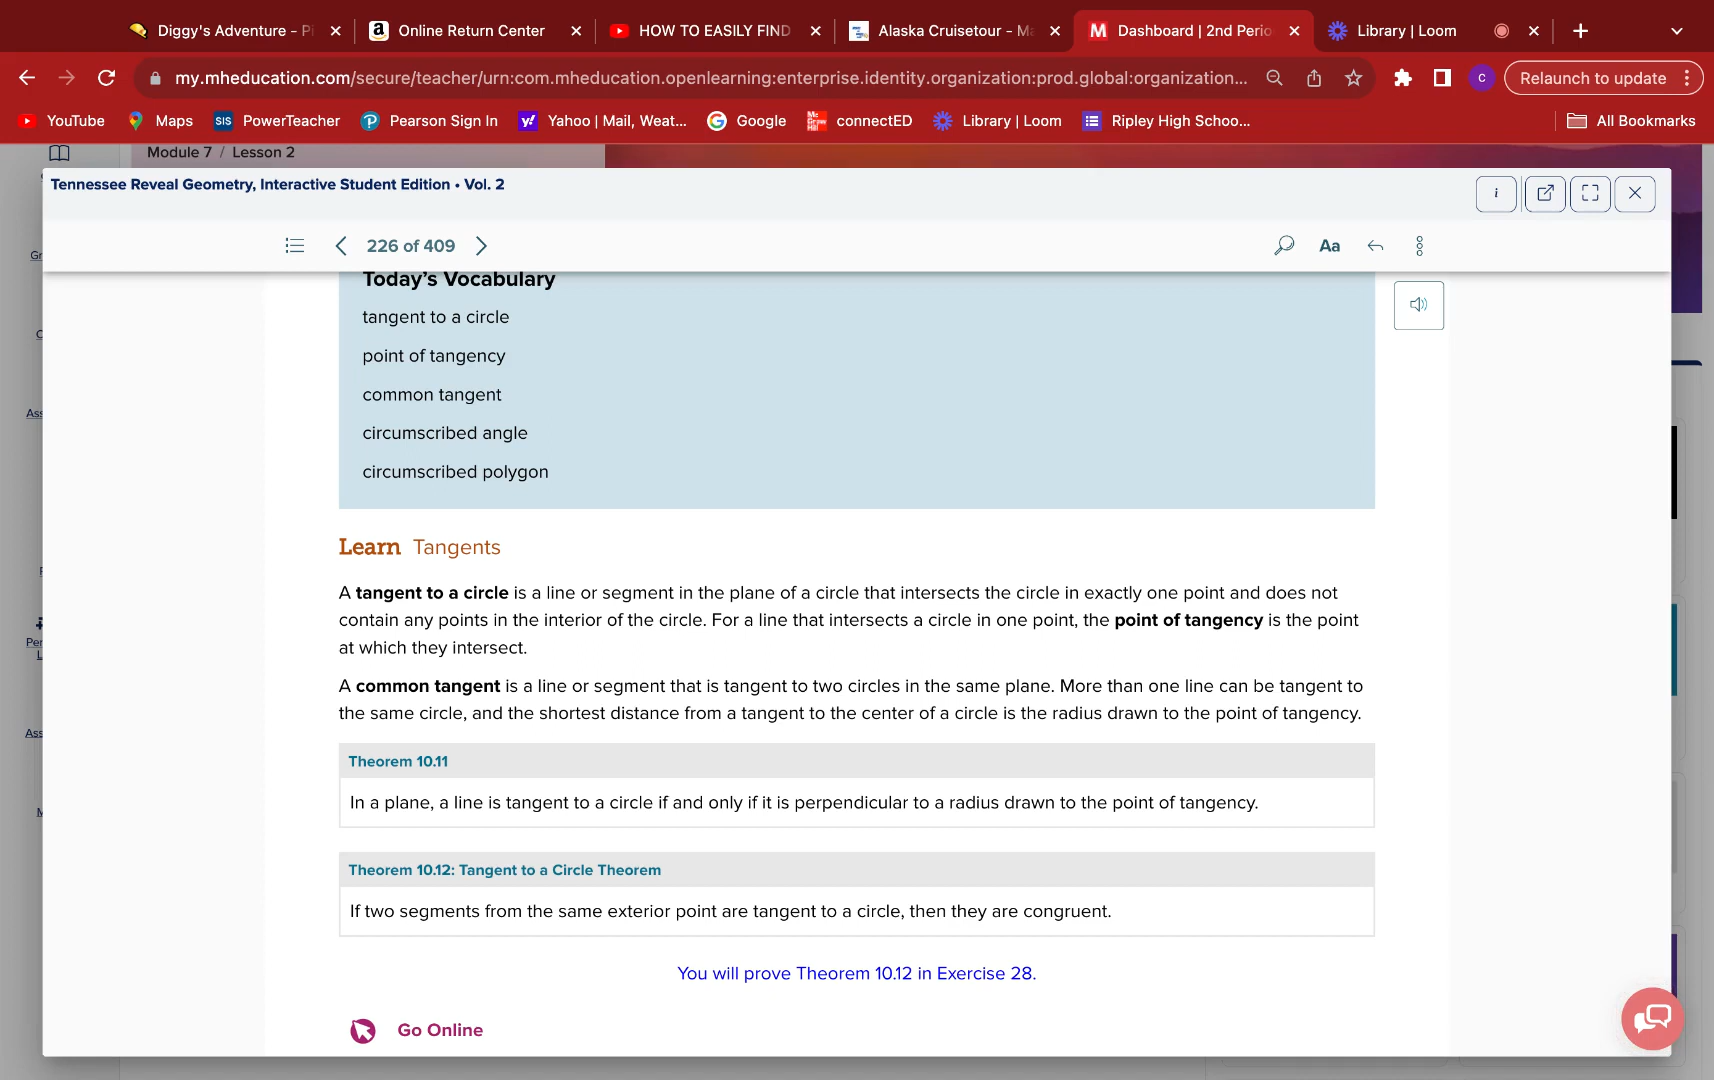 Diggy's Adventure - Pi
Online Return Center
HOW TO EASILY FIND
Alaska Cruisetour - Ma
M Dashboard | 2nd Perio
Library | Loom
my.mheducation.com/secure/teacher/urn:com.mheducation.openlearning:enterprise.identity.organization:prod.global:organization...
C
Relaunch to update
YouTube
Maps
SIS PowerTeacher
Pearson Sign In
Yahoo | Mail, Weat...
Google
connectED
Library | Loom
Ripley High Schoo...
All Bookmarks
Module 7 / Lesson 2
Tennessee Reveal Geometry, Interactive Student Edition • Vol. 2
i
226 of 409
Aa
Today's Vocabulary
tangent to a circle
point of tangency
common tangent
circumscribed angle
circumscribed polygon
Learn Tangents
A tangent to a circle is a line or segment in the plane of a circle that intersects the circle in exactly one point and does not
contain any points in the interior of the circle. For a line that intersects a circle in one point, the point of tangency is the point
at which they intersect.
A common tangent is a line or segment that is tangent to two circles in the same plane. More than one line can be tangent to
the same circle, and the shortest distance from a tangent to the center of a circle is the radius drawn to the point of tangency.
Theorem 10.11
In a plane, a line is tangent to a circle if and only if it is perpendicular to a radius drawn to the point of tangency.
Theorem 10.12: Tangent to a Circle Theorem
If two segments from the same exterior point are tangent to a circle, then they are congruent.
You will prove Theorem 10.12 in Exercise 28.
Go Online